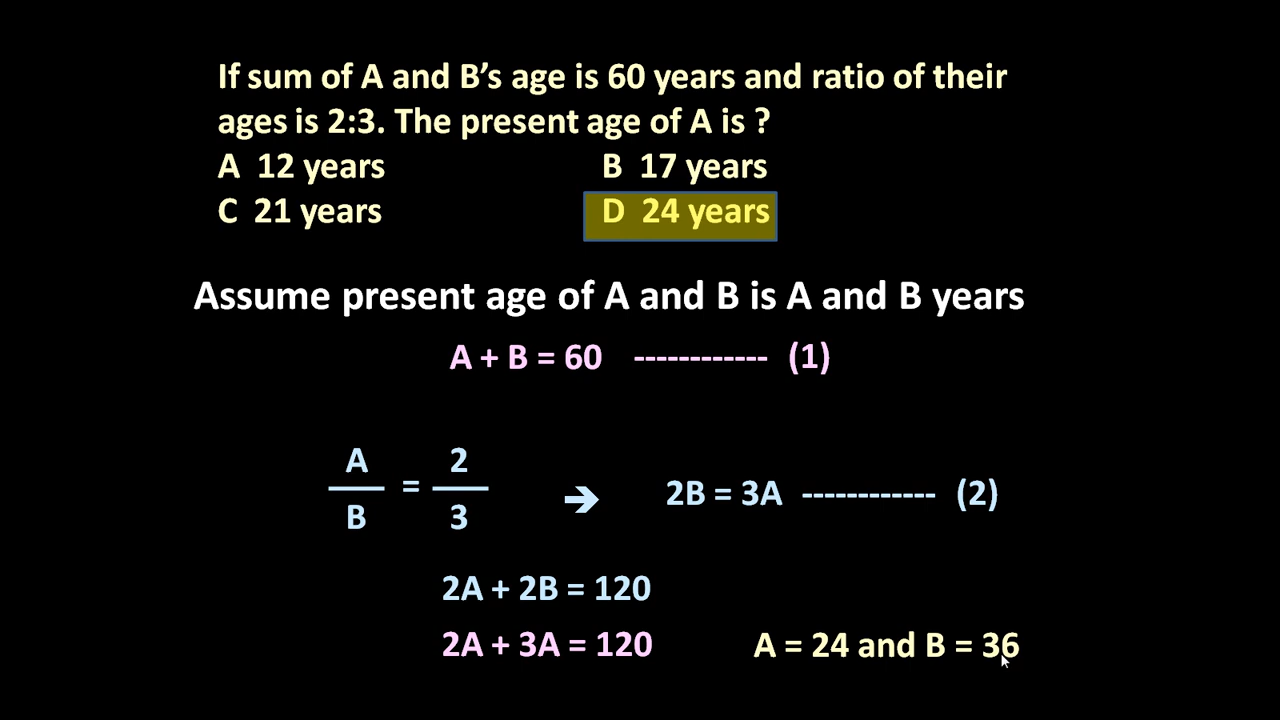 If sum of A and B’s age is 60 years and ratio of their
ages is 2:3. The present age of A is ?
A 12 years B 17 years
C 21 years D 24 years
Assume present age of A and B is A and B years
A + B = 60 ------------ (1)
A 2
B = 3 ➔ 2B = 3A ------------ (2)
2A + 2B = 120
2A + 3A = 120 A = 24 and B = 36